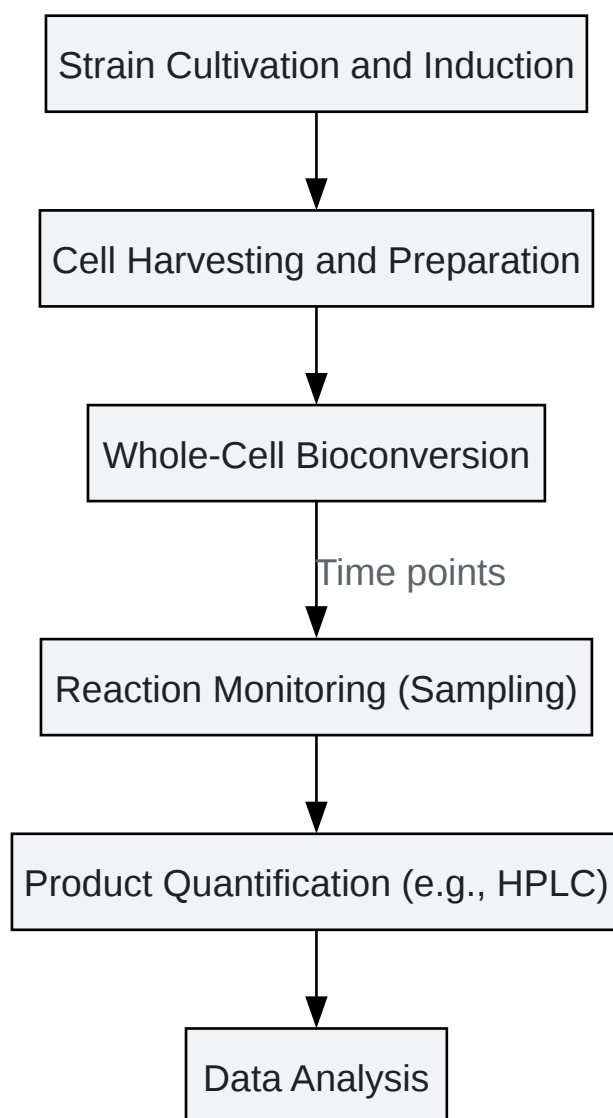 Strain Cultivation and Induction
Cell Harvesting and Preparation
Whole-Cell Bioconversion
Time points
Reaction Monitoring (Sampling)
Product Quantification (e.g., HPLC)
Data Analysis